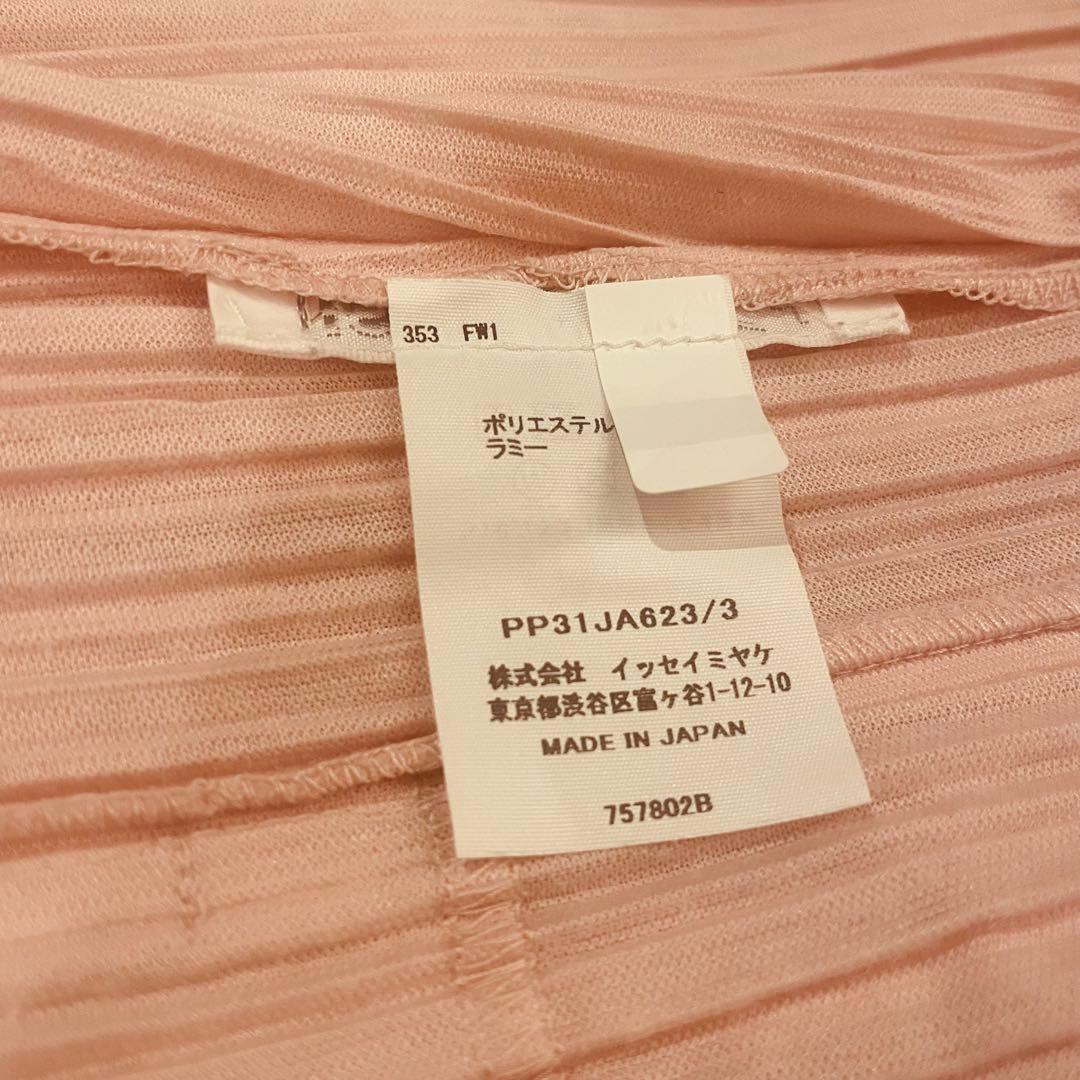 353 FW1
ポリエステル
ラミー
PP31JA623/3
株式会社 イッセイミヤケ
東京都渋谷区富ヶ谷1-12-10
MADE IN JAPAN
757802B